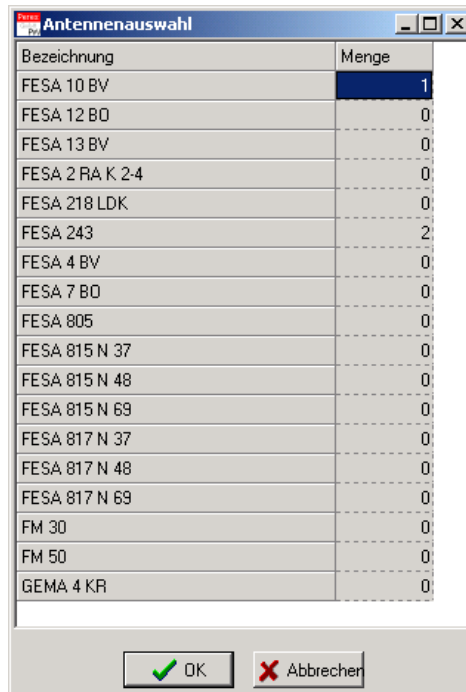 Antennenauswahl
Bezeichnung Menge
FESA 10 BV 1
FESA 12 BO 0
FESA 13 BV 0
FESA 2 RA K 2-4 0
FESA 218 LDK 0
FESA 243 2
FESA 4 BV 0
FESA 7 BO 0
FESA 805 0
FESA 815 N 37 0
FESA 815 N 48 0
FESA 815 N 69 0
FESA 817 N 37 0
FESA 817 N 48 0
FESA 817 N 69 0
FM 30 0
FM 50 0
GEMA 4 KR 0
OK Abbrechen